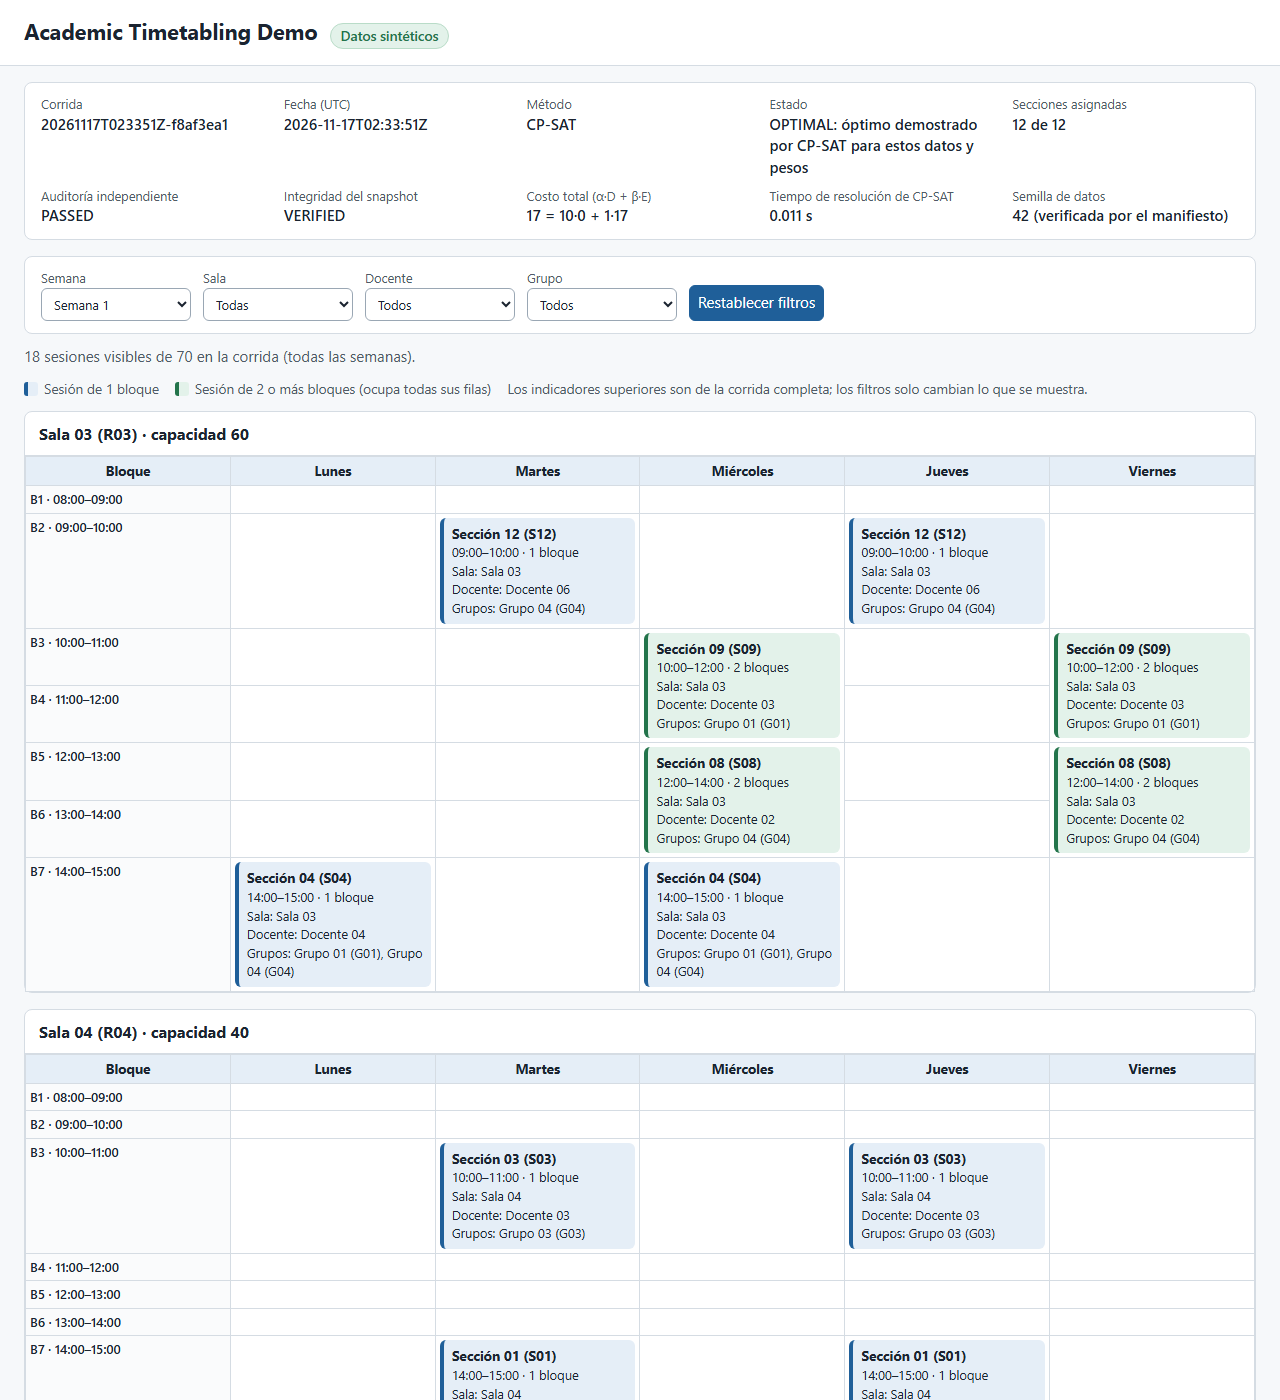 Academic Timetabling Demo
Datos sintéticos
Corrida
20261117T023351Z-f8af3ea1
Fecha (UTC)
2026-11-17T02:33:51Z
Método
CP-SAT
Estado
OPTIMAL: óptimo demostrado
por CP-SAT para estos datos y
pesos
Secciones asignadas
12 de 12
Auditoría independiente
PASSED
Integridad del snapshot
VERIFIED
Costo total (α·D + β·E)
17 = 10·0 + 1·17
Tiempo de resolución de CP-SAT
0.011 s
Semilla de datos
42 (verificada por el manifiesto)
Semana
Semana 1
Sala
Todas
Docente
Todos
Grupo
Todos
Restablecer filtros
18 sesiones visibles de 70 en la corrida (todas las semanas).
Sesión de 1 bloque
Sesión de 2 o más bloques (ocupa todas sus filas)
Los indicadores superiores son de la corrida completa; los filtros solo cambian lo que se muestra.
Sala 03 (R03) · capacidad 60
Bloque Lunes Martes Miércoles Jueves Viernes
B1 · 08:00–09:00
B2 · 09:00–10:00
Sección 12 (S12)
09:00–10:00 · 1 bloque
Sala: Sala 03
Docente: Docente 06
Grupos: Grupo 04 (G04)
Sección 12 (S12)
09:00–10:00 · 1 bloque
Sala: Sala 03
Docente: Docente 06
Grupos: Grupo 04 (G04)
B3 · 10:00–11:00
Sección 09 (S09)
10:00–12:00 · 2 bloques
Sala: Sala 03
Docente: Docente 03
Grupos: Grupo 01 (G01)
Sección 09 (S09)
10:00–12:00 · 2 bloques
Sala: Sala 03
Docente: Docente 03
Grupos: Grupo 01 (G01)
B4 · 11:00–12:00
B5 · 12:00–13:00
Sección 08 (S08)
12:00–14:00 · 2 bloques
Sala: Sala 03
Docente: Docente 02
Grupos: Grupo 04 (G04)
Sección 08 (S08)
12:00–14:00 · 2 bloques
Sala: Sala 03
Docente: Docente 02
Grupos: Grupo 04 (G04)
B6 · 13:00–14:00
B7 · 14:00–15:00
Sección 04 (S04)
14:00–15:00 · 1 bloque
Sala: Sala 03
Docente: Docente 04
Grupos: Grupo 01 (G01), Grupo
04 (G04)
Sección 04 (S04)
14:00–15:00 · 1 bloque
Sala: Sala 03
Docente: Docente 04
Grupos: Grupo 01 (G01), Grupo
04 (G04)
Sala 04 (R04) · capacidad 40
Bloque Lunes Martes Miércoles Jueves Viernes
B1 · 08:00–09:00
B2 · 09:00–10:00
B3 · 10:00–11:00
Sección 03 (S03)
10:00–11:00 · 1 bloque
Sala: Sala 04
Docente: Docente 03
Grupos: Grupo 03 (G03)
Sección 03 (S03)
10:00–11:00 · 1 bloque
Sala: Sala 04
Docente: Docente 03
Grupos: Grupo 03 (G03)
B4 · 11:00–12:00
B5 · 12:00–13:00
B6 · 13:00–14:00
B7 · 14:00–15:00
Sección 01 (S01)
14:00–15:00 · 1 bloque
Sala: Sala 04
Sección 01 (S01)
14:00–15:00 · 1 bloque
Sala: Sala 04